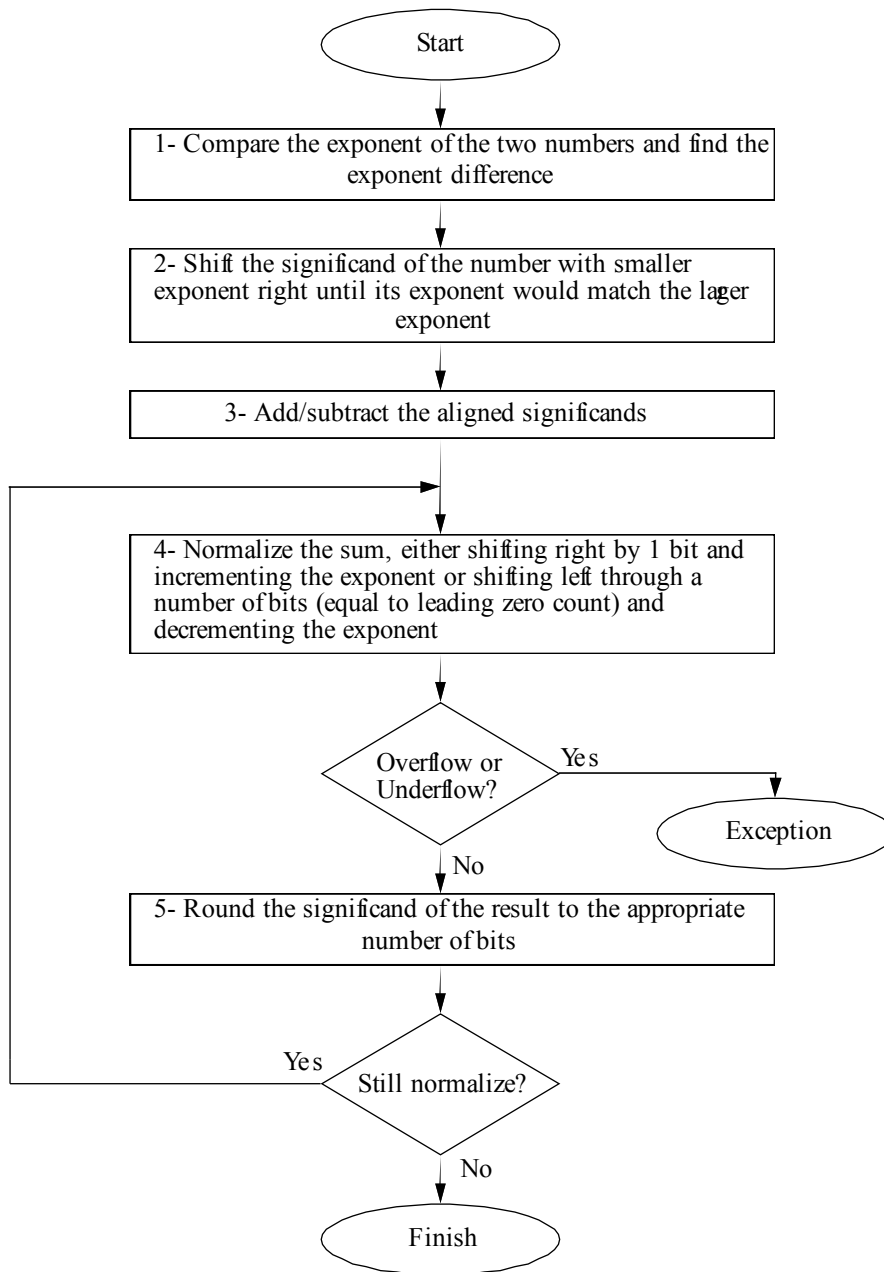 Start
1- Compare the exponent of the two numbers and find the
exponent difference
2- Shift the significand of the number with smaller
exponent right until its exponent would match the larger
exponent
3- Add/subtract the aligned significands
4- Normalize the sum, either shifting right by 1 bit and
incrementing the exponent or shifting left through a
number of bits (equal to leading zero count) and
decrementing the exponent
Overflow or
Underflow?
Yes
Exception
No
5- Round the significand of the result to the appropriate
number of bits
Yes
Still normalize?
No
Finish